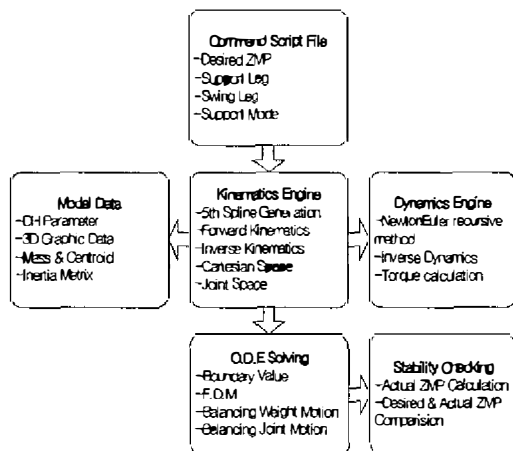 Command Script File
-Desired ZMP
-Support Leg
-Swing Leg
-Support Mode
Model Data
-DH Parameter
-3D Graphic Data
-Mass & Centroid
-Inertia Metrix
Kinematics Engine
-5th Spline Generation
-Forward Kinematics
-Inverse Kinematics
-Cartesian Space
-Joint Space
Dynamics Engine
-NewtonEuler recursive
method
-Inverse Dynamics
-Torque calculation
O.D.E Solving
-Boundary Value
-F.D.M
-Balancing Weight Motion
-Balancing Joint Motion
Stability Checking
-Actual ZMP Calculation
-Desired & Actual ZMP
Comparision